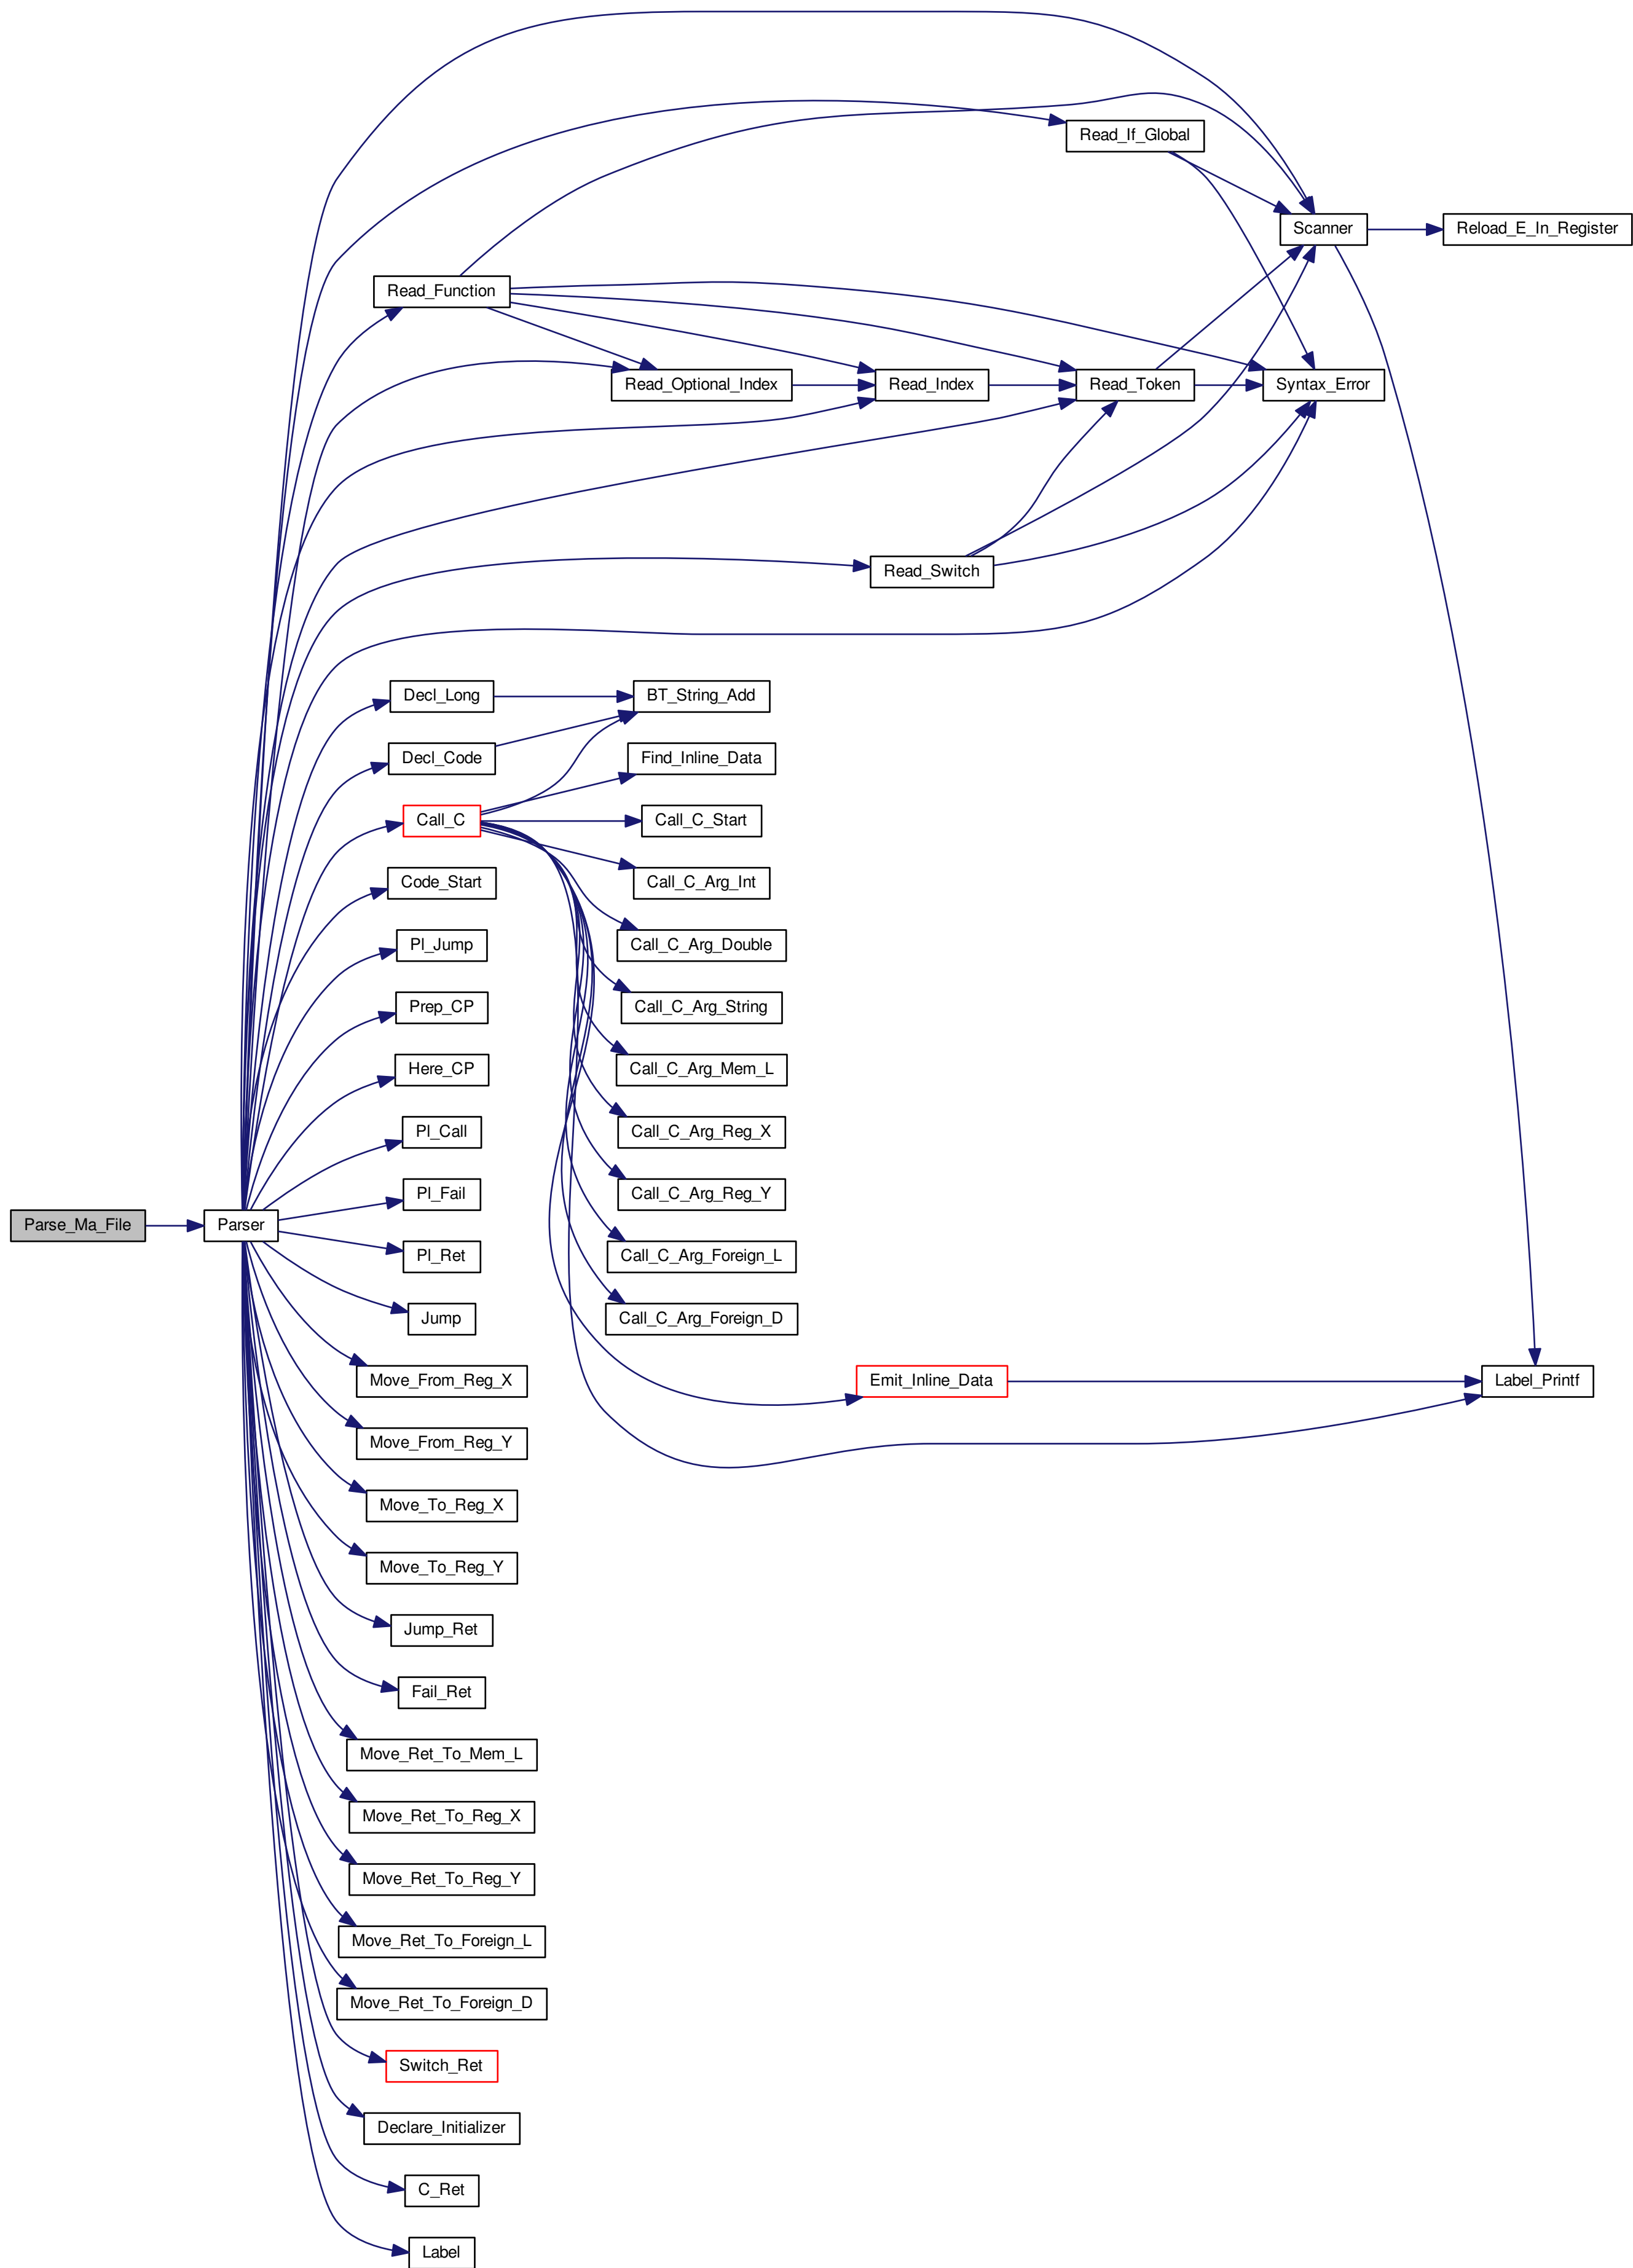 Read_If_Global
Scanner
Reload_E_In_Register
Read_Function
Read_Optional_Index
Read_Index
Read_Token
Syntax_Error
Read_Switch
Decl_Long
BT_String_Add
Decl_Code
Find_Inline_Data
Call_C
Call_C_Start
Code_Start
Call_C_Arg_Int
Pl_Jump
Call_C_Arg_Double
Prep_CP
Call_C_Arg_String
Here_CP
Call_C_Arg_Mem_L
Pl_Call
Call_C_Arg_Reg_X
Pl_Fail
Call_C_Arg_Reg_Y
Parse_Ma_File
Parser
Pl_Ret
Call_C_Arg_Foreign_L
Jump
Call_C_Arg_Foreign_D
Move_From_Reg_X
Emit_Inline_Data
Label_Printf
Move_From_Reg_Y
Move_To_Reg_X
Move_To_Reg_Y
Jump_Ret
Fail_Ret
Move_Ret_To_Mem_L
Move_Ret_To_Reg_X
Move_Ret_To_Reg_Y
Move_Ret_To_Foreign_L
Move_Ret_To_Foreign_D
Switch_Ret
Declare_Initializer
C_Ret
Label